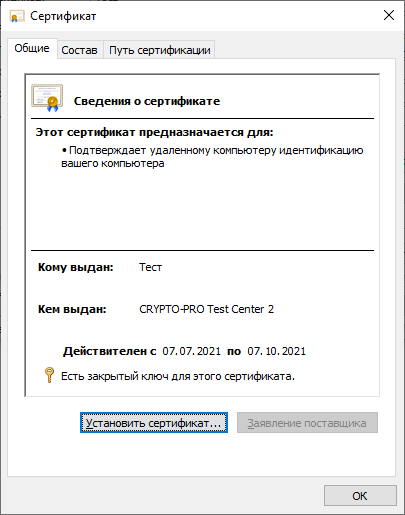 Сертификат
Общие Состав Путь сертификации
Сведения о сертификате
Этот сертификат предназначается для:
• Подтверждает удаленному компьютеру идентификацию
вашего компьютера
Кому выдан: Тест
Кем выдан: CRYPTO-PRO Test Center 2
Действителен с 07.07.2021 по 07.10.2021
Есть закрытый ключ для этого сертификата.
Установить сертификат... Заявление поставщика
ОК